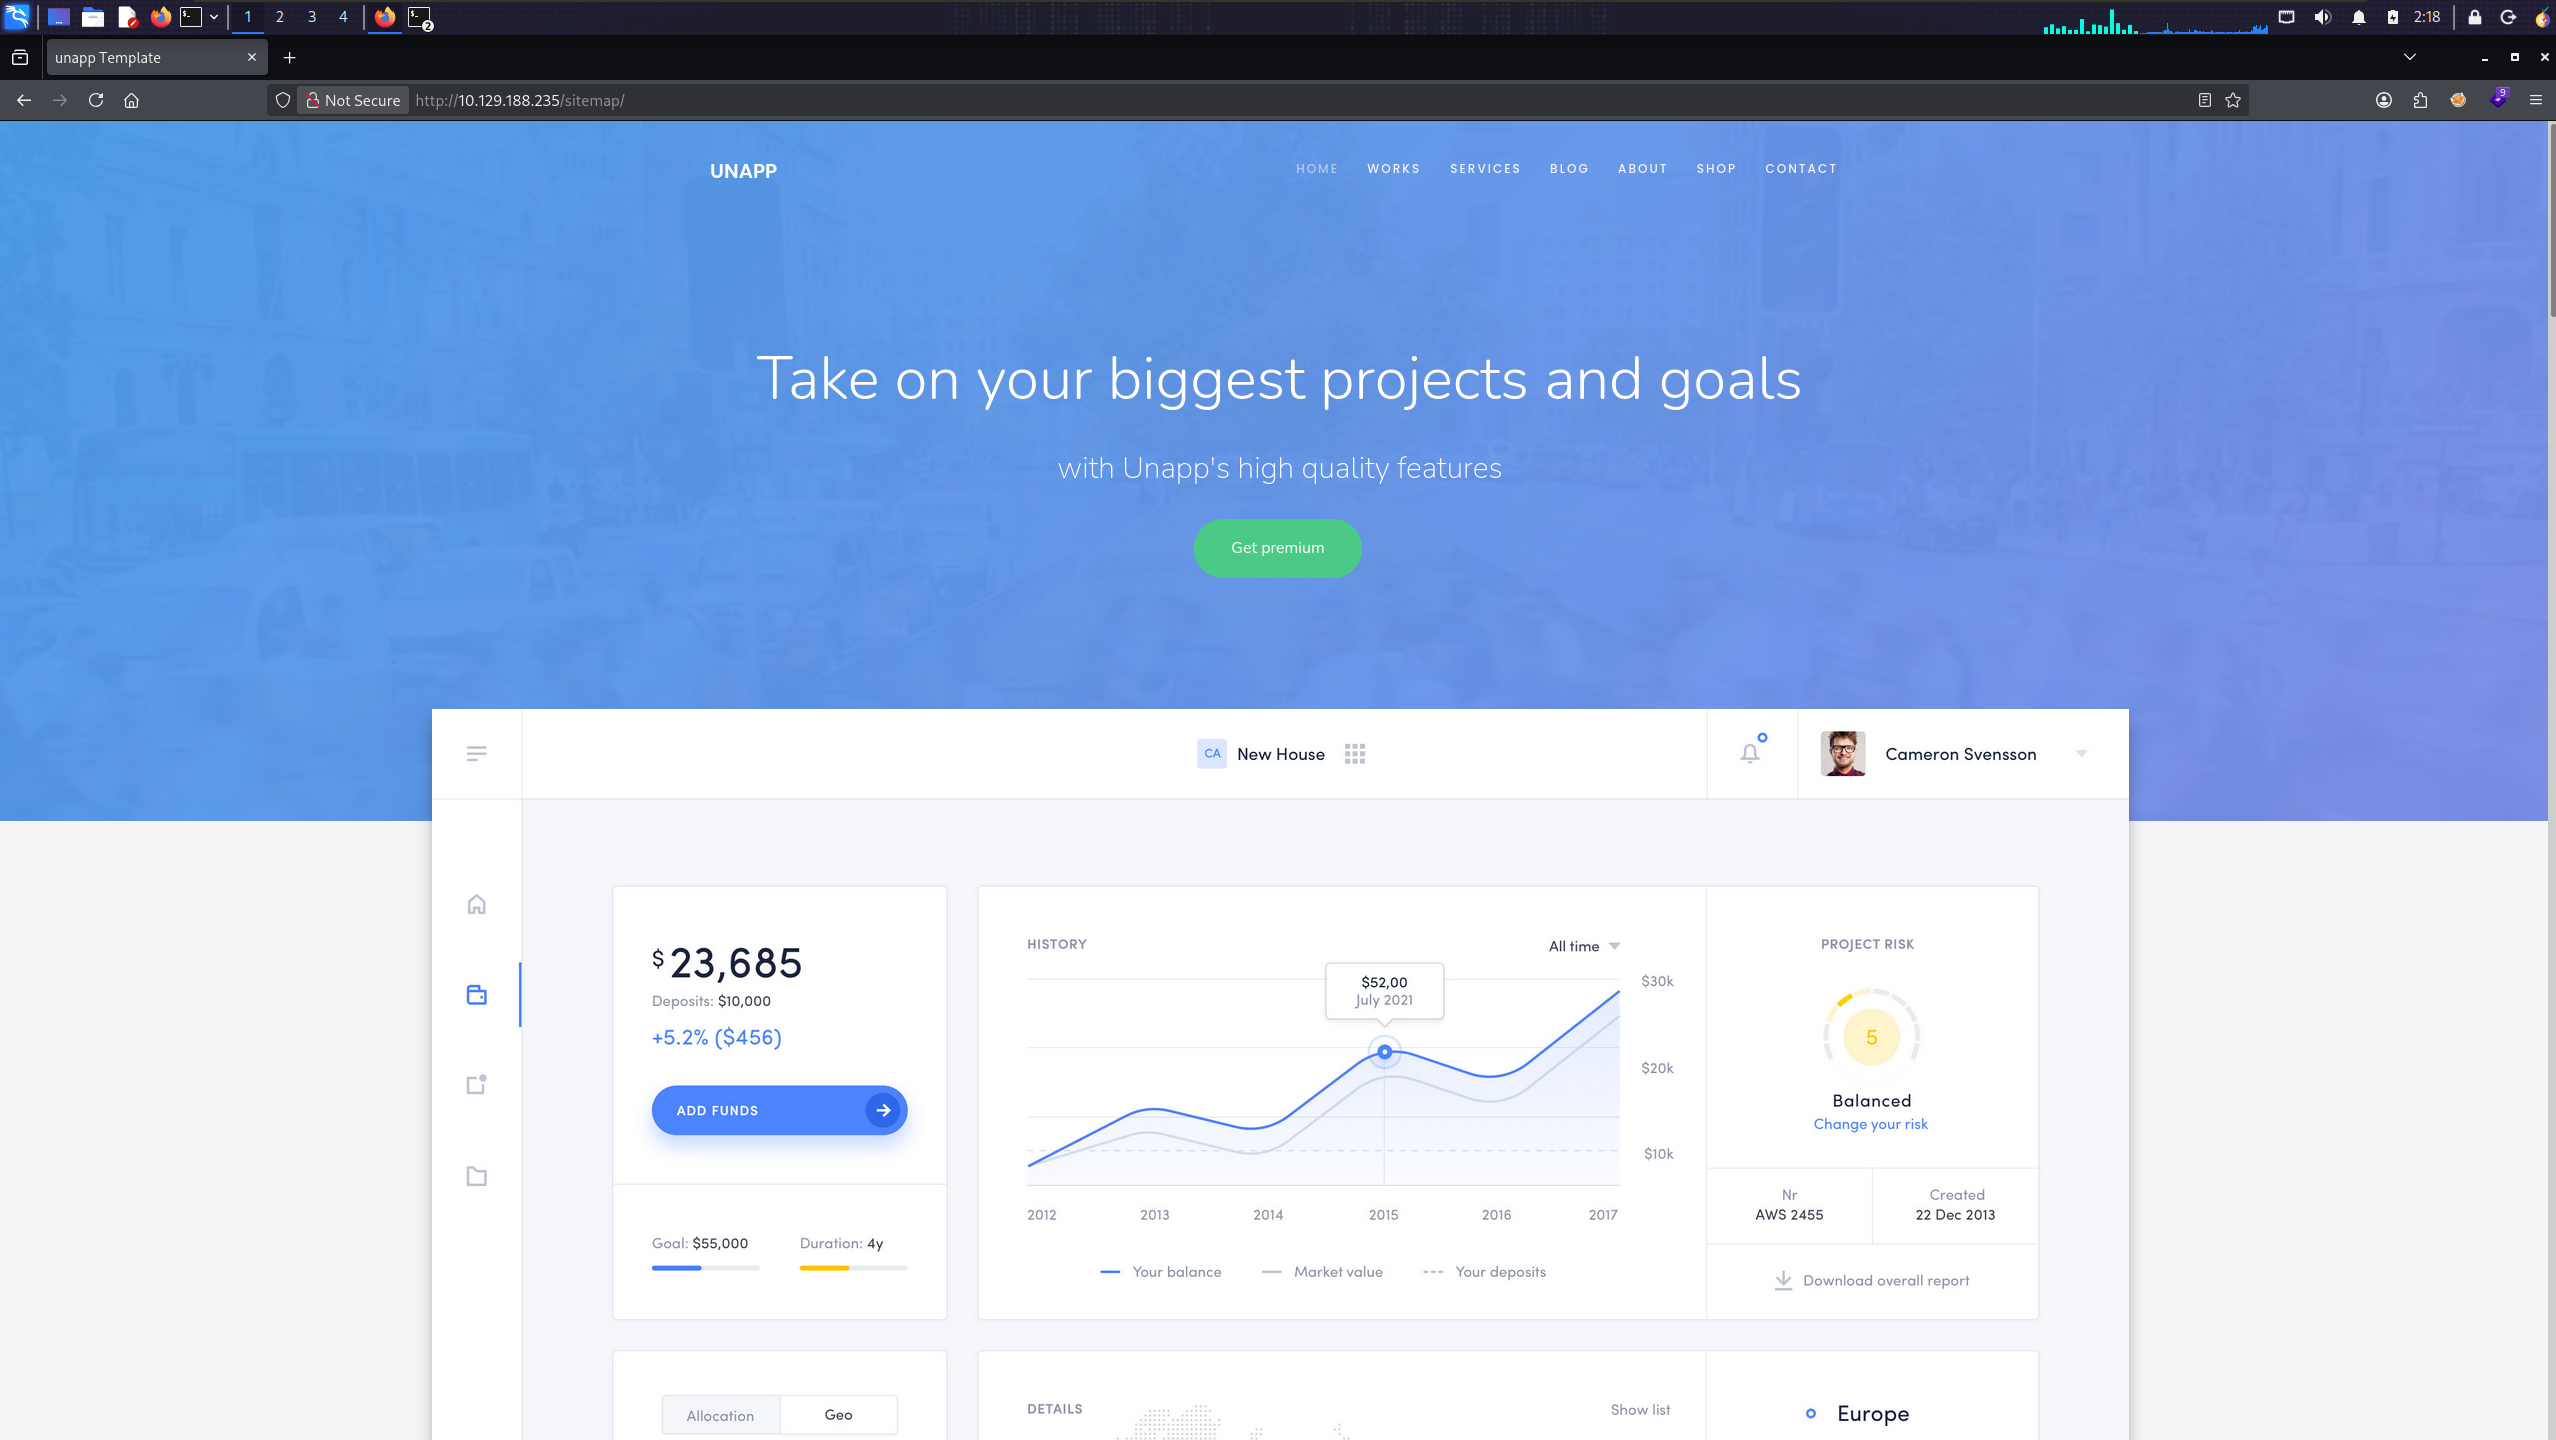 1 2 3 4
2
2:18
unapp Template
Not Secure http://10.129.188.235/sitemap/
9
UNAPP
HOME WORKS SERVICES BLOG ABOUT SHOP CONTACT
Take on your biggest projects and goals
with Unapp's high quality features
Get premium
CA New House
Cameron Svensson
$23,685
Deposits: $10,000
+5.2% ($456)
ADD FUNDS
Goal: $55,000
Duration: 4y
HISTORY
All time
$52,00
July 2021
$30k
$20k
$10k
2012 2013 2014 2015 2016 2017
Your balance Market value Your deposits
PROJECT RISK
5
Balanced
Change your risk
Nr
AWS 2455
Created
22 Dec 2013
Download overall report
Allocation Geo
DETAILS
Show list
Europe